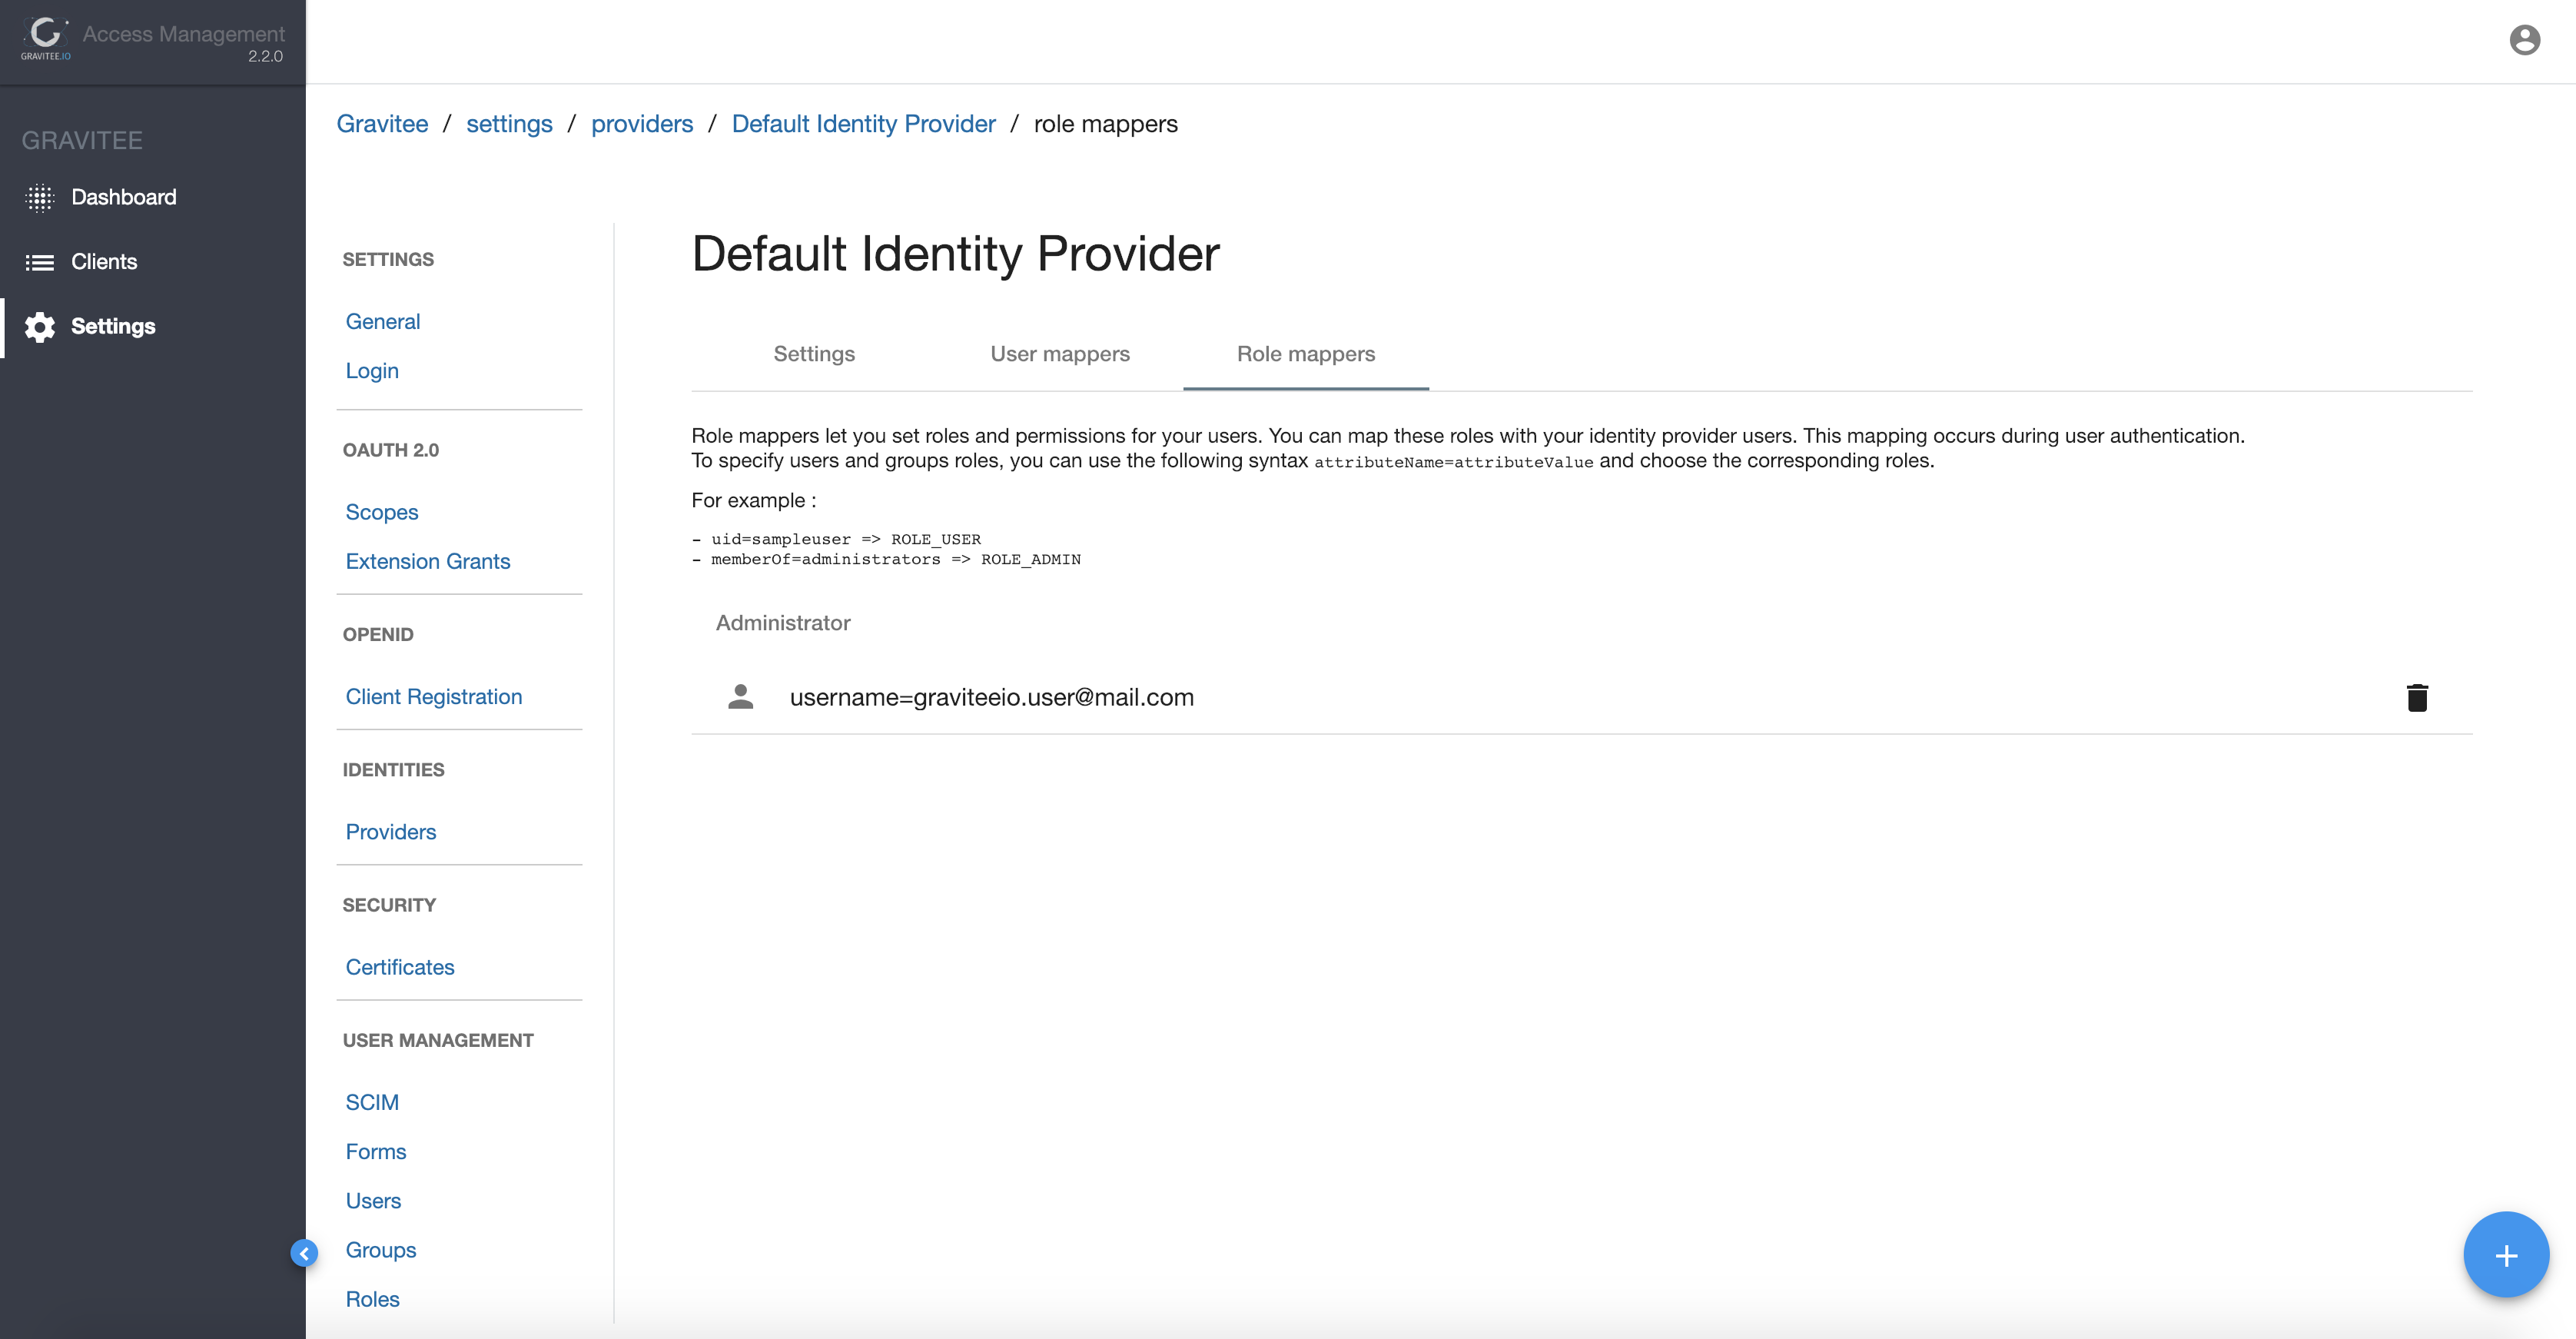 GRAVITEE.IO
Access Management
2.2.0
GRAVITEE
Dashboard
Clients
Settings
Gravitee / settings / providers / Default Identity Provider / role mappers
SETTINGS
General
Login
OAUTH 2.0
Scopes
Extension Grants
OPENID
Client Registration
IDENTITIES
Providers
SECURITY
Certificates
USER MANAGEMENT
SCIM
Forms
Users
Groups
Roles
Default Identity Provider
Settings User mappers Role mappers
Role mappers let you set roles and permissions for your users. You can map these roles with your identity provider users. This mapping occurs during user authentication.
To specify users and groups roles, you can use the following syntax attributeName=attributeValue and choose the corresponding roles.
For example :
- uid=sampleuser => ROLE_USER
- memberOf=administrators => ROLE_ADMIN
Administrator
username=graviteeio.user@mail.com